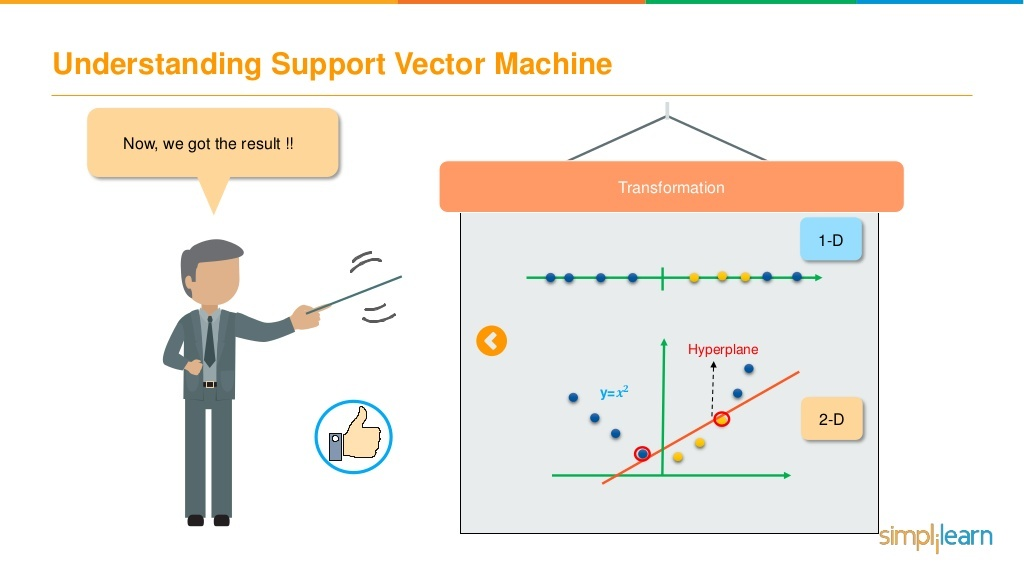 Understanding Support Vector Machine
Now, we got the result !!
Transformation
1-D
Hyperplane
y=x²
2-D
simplilearn